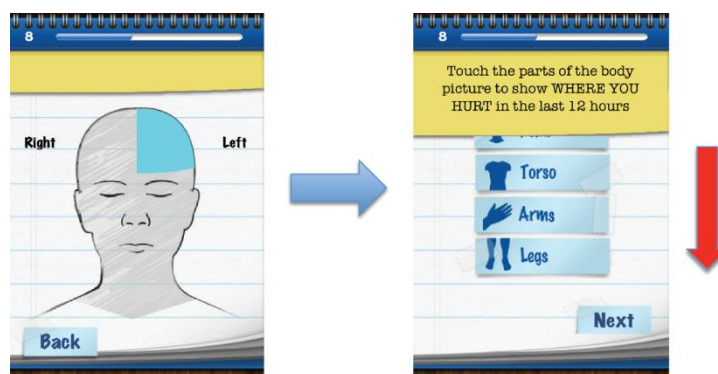 8
Right
Left
Back
8
Touch the parts of the body
picture to show WHERE YOU
HURT in the last 12 hours
Torso
Arms
Legs
Next